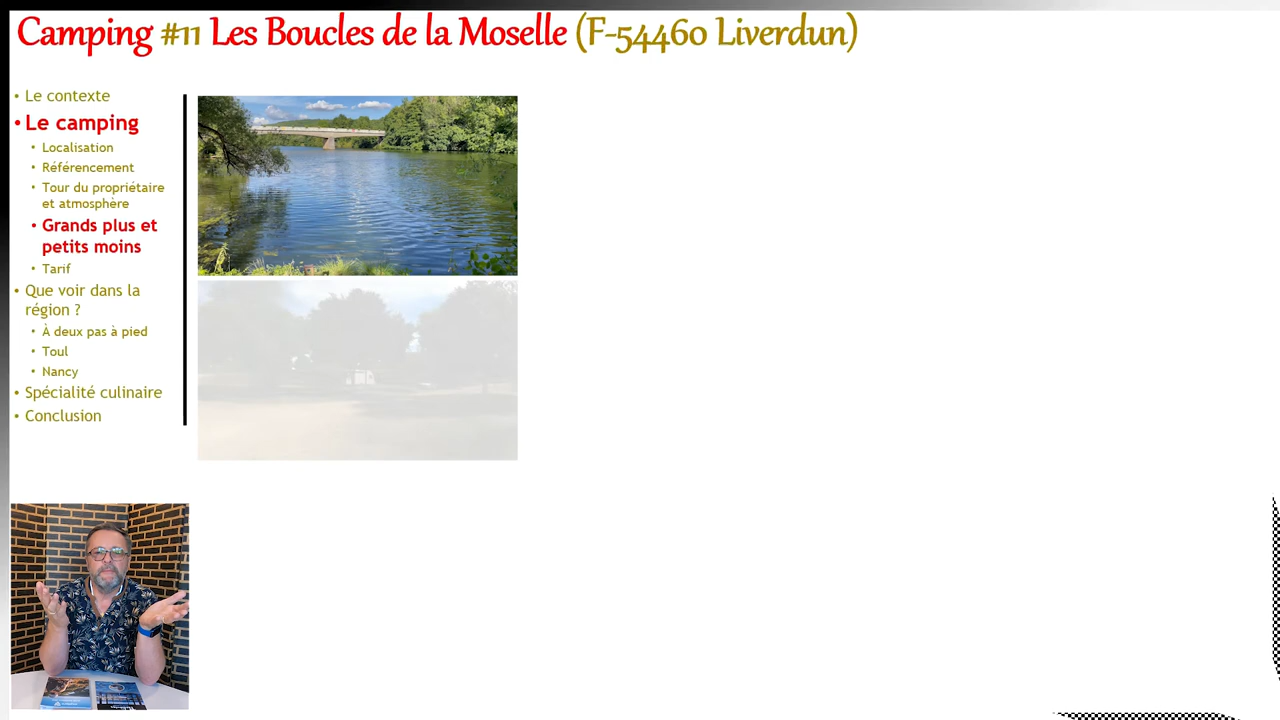 Camping #11 Les Boucles de la Moselle (F-54460 Liverdun)
• Le contexte
• Le camping
• Localisation
• Référencement
• Tour du propriétaire
et atmosphère
• Grands plus et
petits moins
• Tarif
• Que voir dans la
région ?
• À deux pas à pied
• Toul
• Nancy
• Spécialité culinaire
• Conclusion